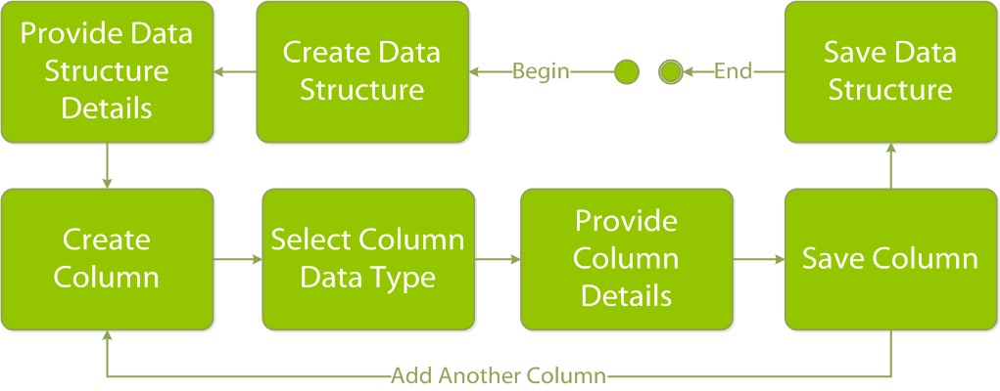 Provide Data
Structure
Details
Create Data
Structure
Begin
End
Save Data
Structure
Create
Column
Select Column
Data Type
Provide
Column
Details
Save Column
Add Another Column